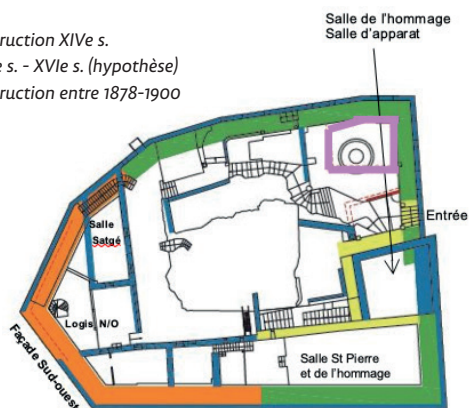 ruction XIVe s.
e s. - XVIe s. (hypothèse)
ruction entre 1878-1900
Salle de l'hommage
Salle d'apparat
Entrée
Salle
Satgé
Logis N/O
Façade Sud-ouest
Salle St Pierre
et de l'hommage